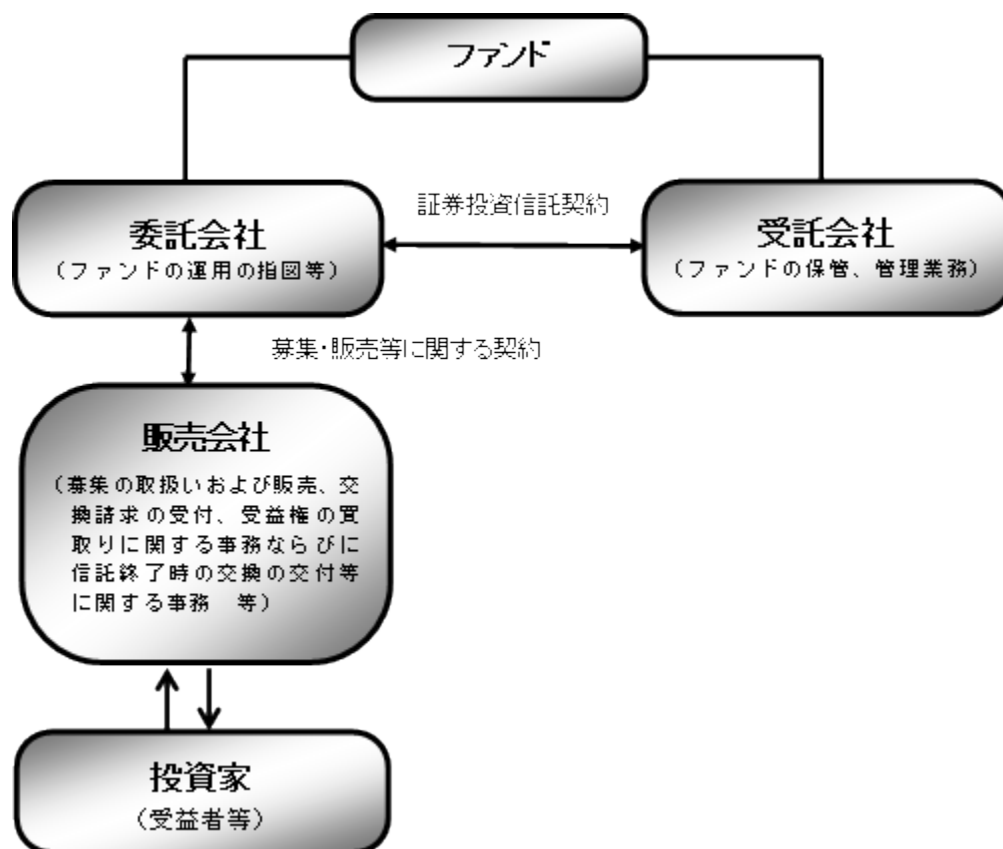 ファンド
証券投資信託契約
委託会社
（ファンドの運用の指図等）
受託会社
（ファンドの保管、管理業務）
募集・販売等に関する契約
販売会社
（募集の取扱いおよび販売、交
換請求の受付、受益権の買
取りに関する事務ならびに
信託終了時の交換の交付等
に関する事務　等）
投資家
（受益者等）